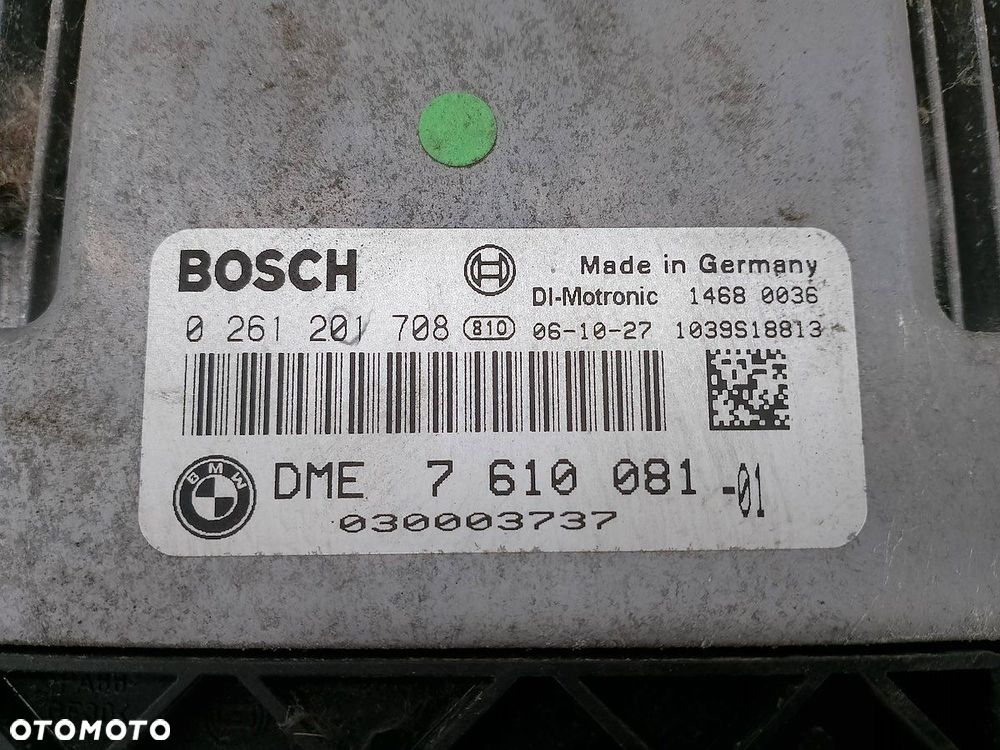 BOSCH
Made in Germany
DI-Motronic 1468 0036
0 261 201 708 810 06-10-27 1039S18813
BMW
DME 7 610 081 -01
030003737
OTOMOTO